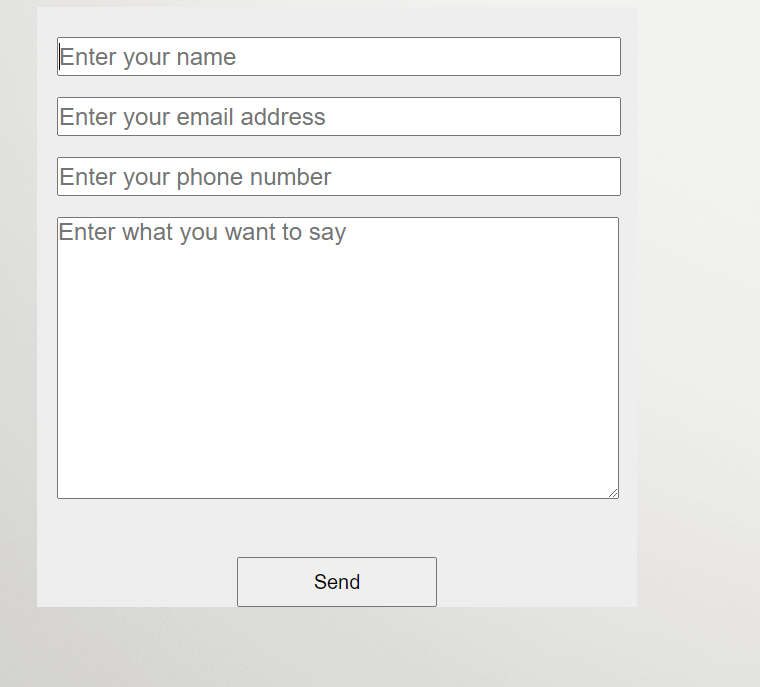 Enter your name
Enter your email address
Enter your phone number
Enter what you want to say
Send